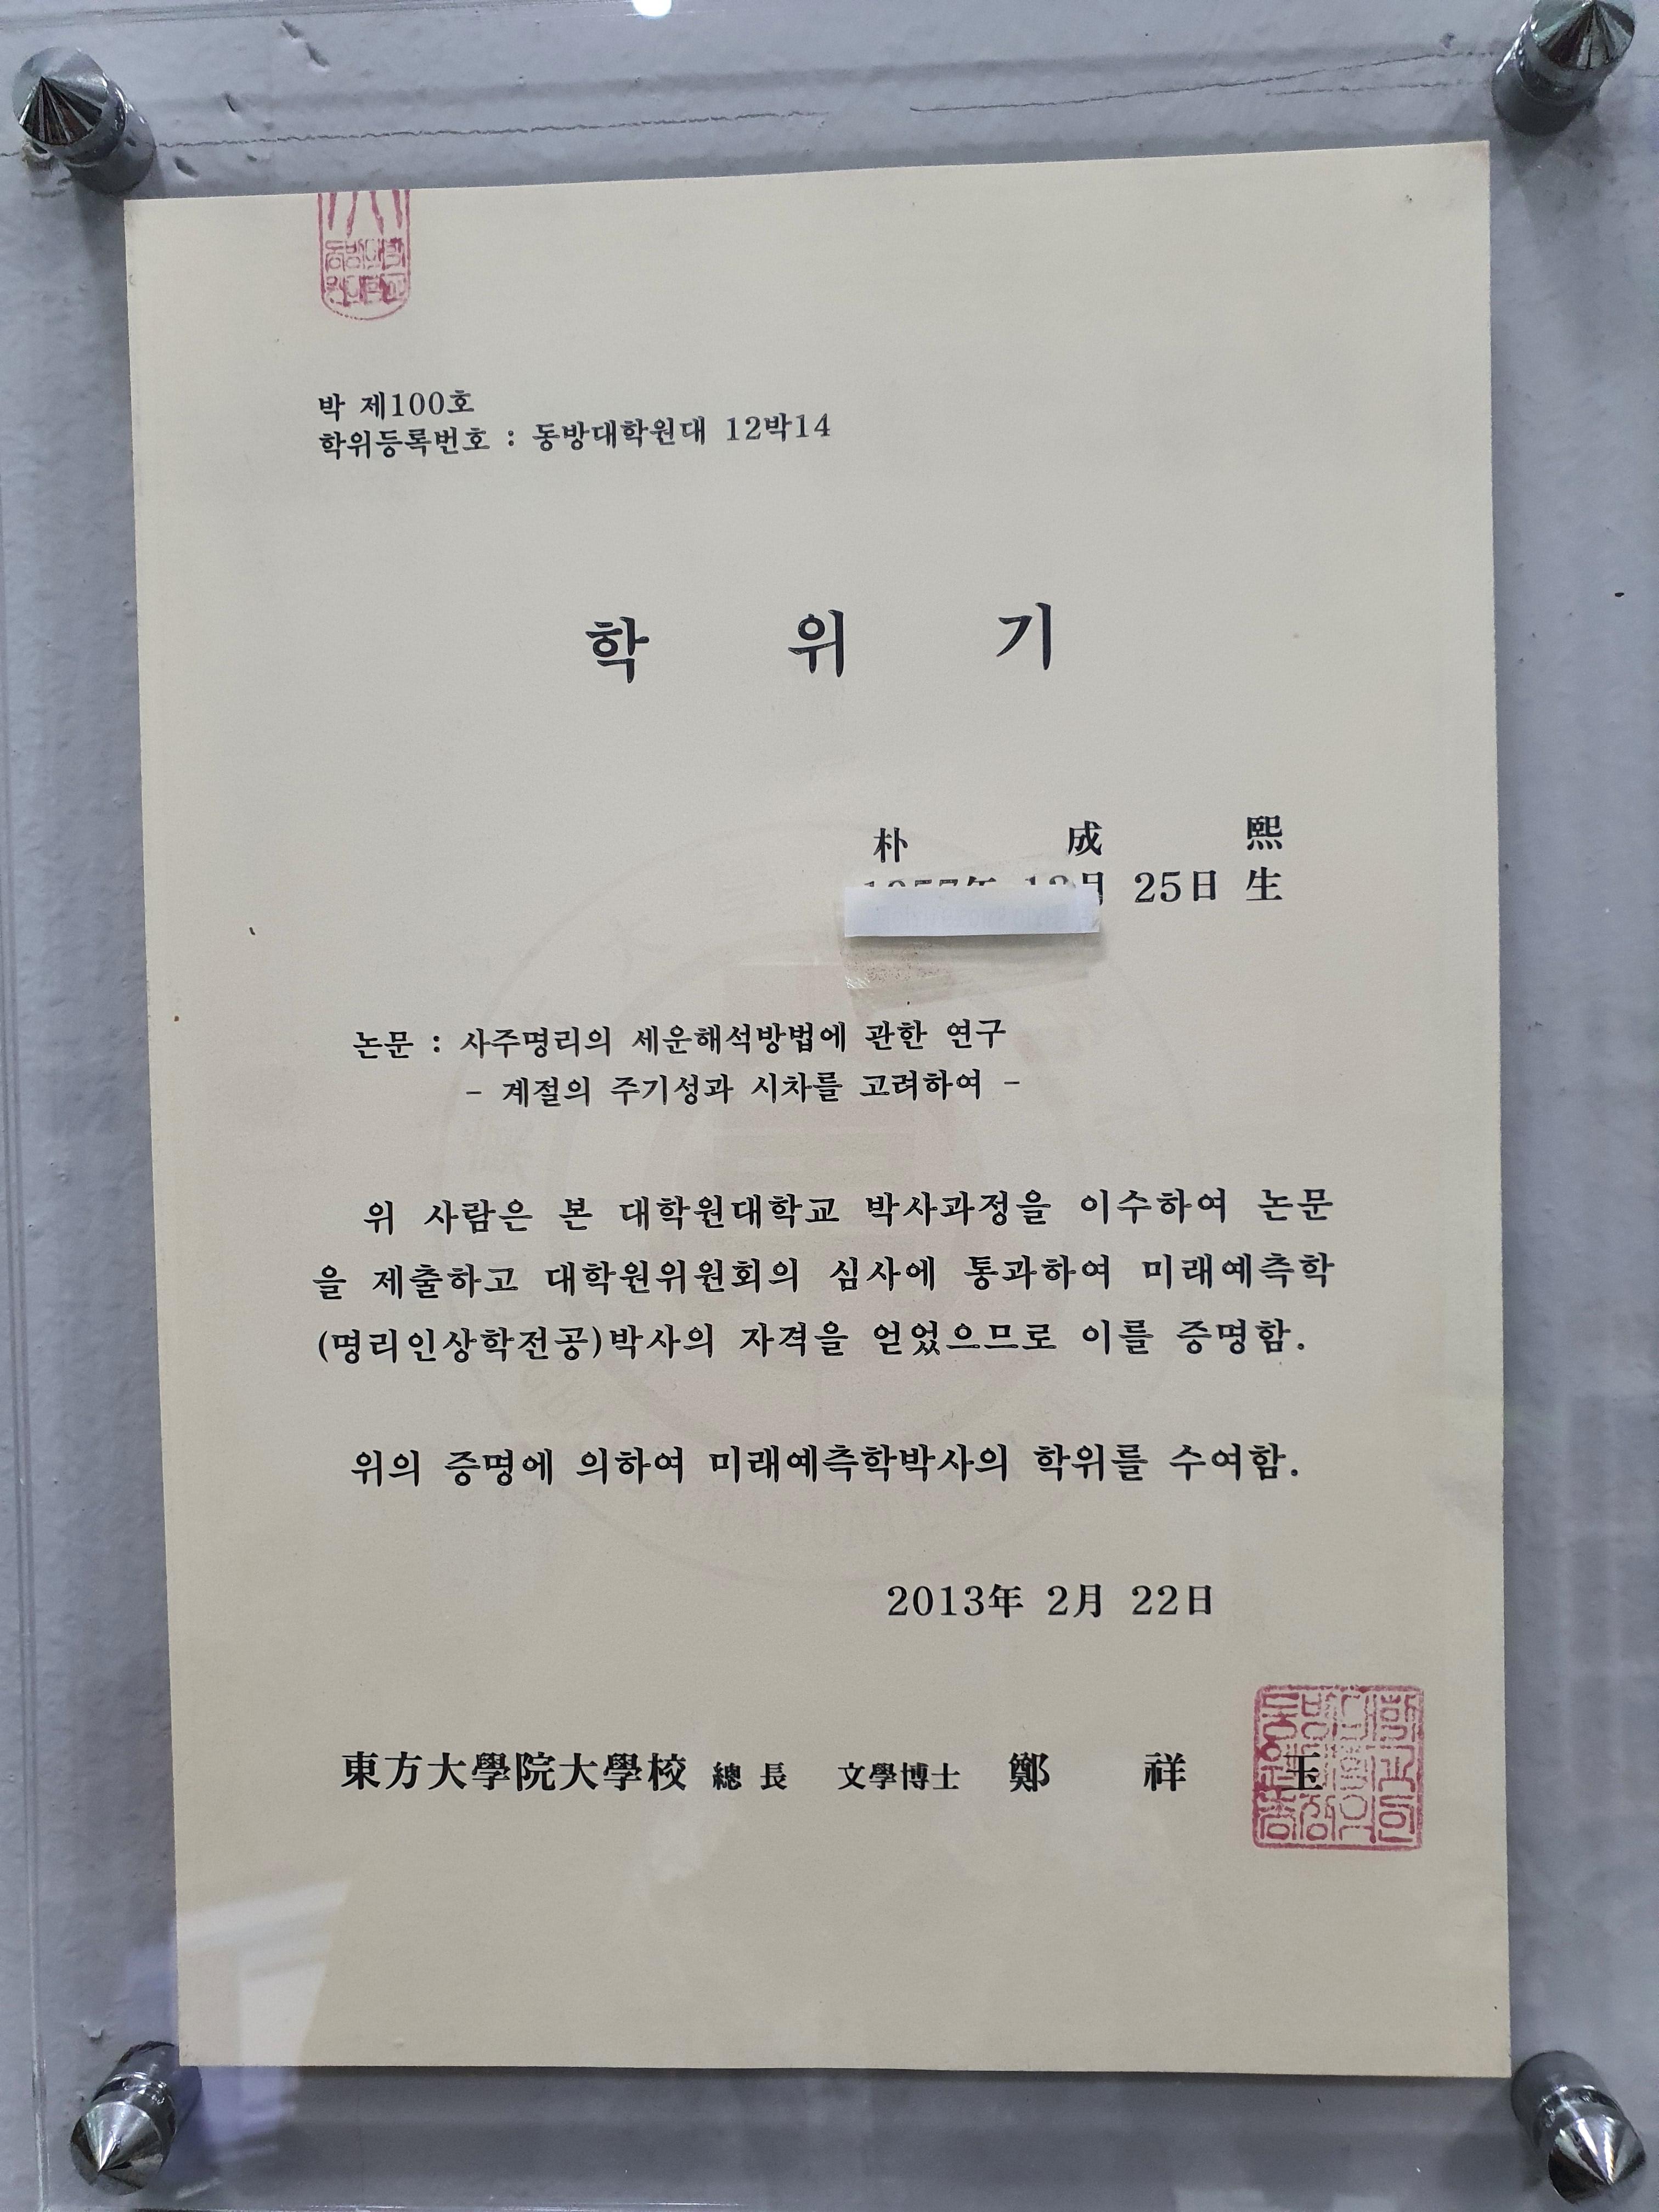 박 제100호
학위등록번호 : 동방대학원대 12박14
학 위 기
朴 成 熙
25日 生
논문 : 사주명리의 세운해석방법에 관한 연구
- 계절의 주기성과 시차를 고려하여 -
위 사람은 본 대학원대학교 박사과정을 이수하여 논문
을 제출하고 대학원위원회의 심사에 통과하여 미래예측학
(명리인상학전공)박사의 자격을 얻었으므로 이를 증명함.
위의 증명에 의하여 미래예측학박사의 학위를 수여함.
2013年 2月 22日
東方大學院大學校 總 長 文學博士 鄭 祥 玉